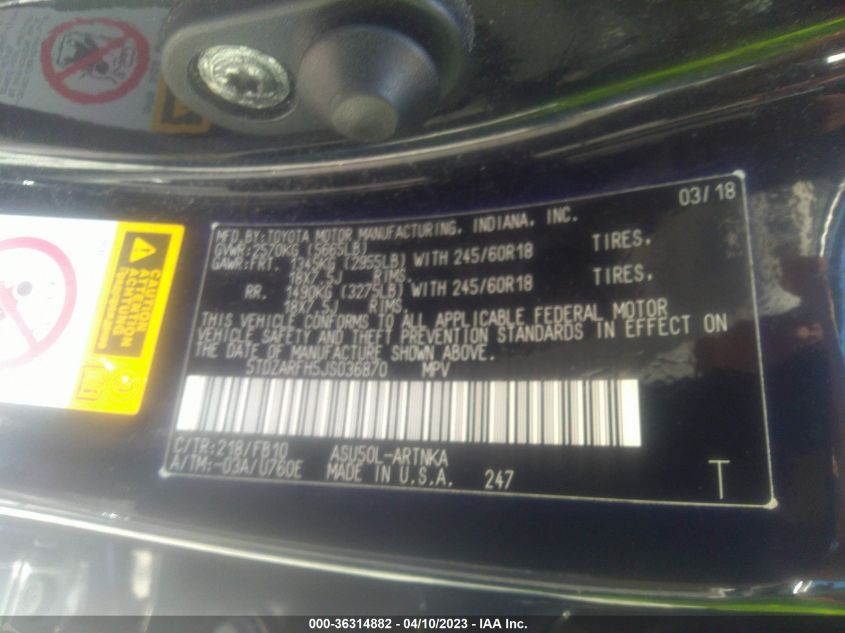 03/18
MFD.BY:TOYOTA MOTOR MANUFACTURING, INDIANA, INC.
GVWR:2570KG (5665LB)
GAWR:FRT. 1345KG (2955LB) WITH 245/60R18 TIRES.
18X7.5J RIMS.
RR. 1490KG (3275LB) WITH 245/60R18 TIRES.
18X7.5J RIMS.
THIS VEHICLE CONFORMS TO ALL APPLICABLE FEDERAL MOTOR
VEHICLE SAFETY AND THEFT PREVENTION STANDARDS IN EFFECT ON
THE DATE OF MANUFACTURE SHOWN ABOVE.
5TDZARFH5JS036870 MPV
C/TR:218/FB10 ASU50L-ARTNKA
A/TM:-03A/U760E MADE IN U.S.A. 247 T
CAUTION
ATTENTION
ACHTUNG
000-36314882 - 04/10/2023 - IAA Inc.